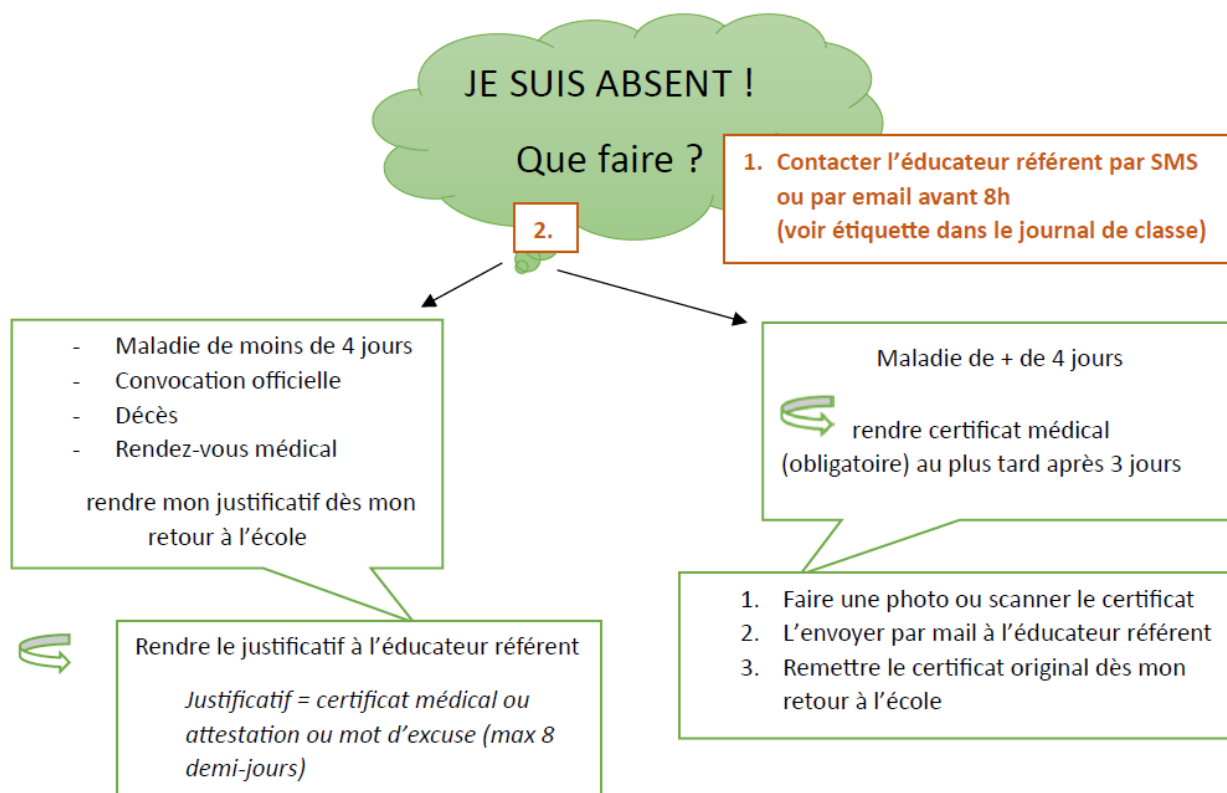 JE SUIS ABSENT !
Que faire ?
1. Contacter l’éducateur référent par SMS
ou par email avant 8h
(voir étiquette dans le journal de classe)
2.
- Maladie de moins de 4 jours
- Convocation officielle
- Décès
- Rendez-vous médical
rendre mon justificatif dès mon
retour à l’école
Rendre le justificatif à l’éducateur référent
Justificatif = certificat médical ou
attestation ou mot d’excuse (max 8
demi-jours)
Maladie de + de 4 jours
rendre certificat médical
(obligatoire) au plus tard après 3 jours
1. Faire une photo ou scanner le certificat
2. L’envoyer par mail à l’éducateur référent
3. Remettre le certificat original dès mon
retour à l’école